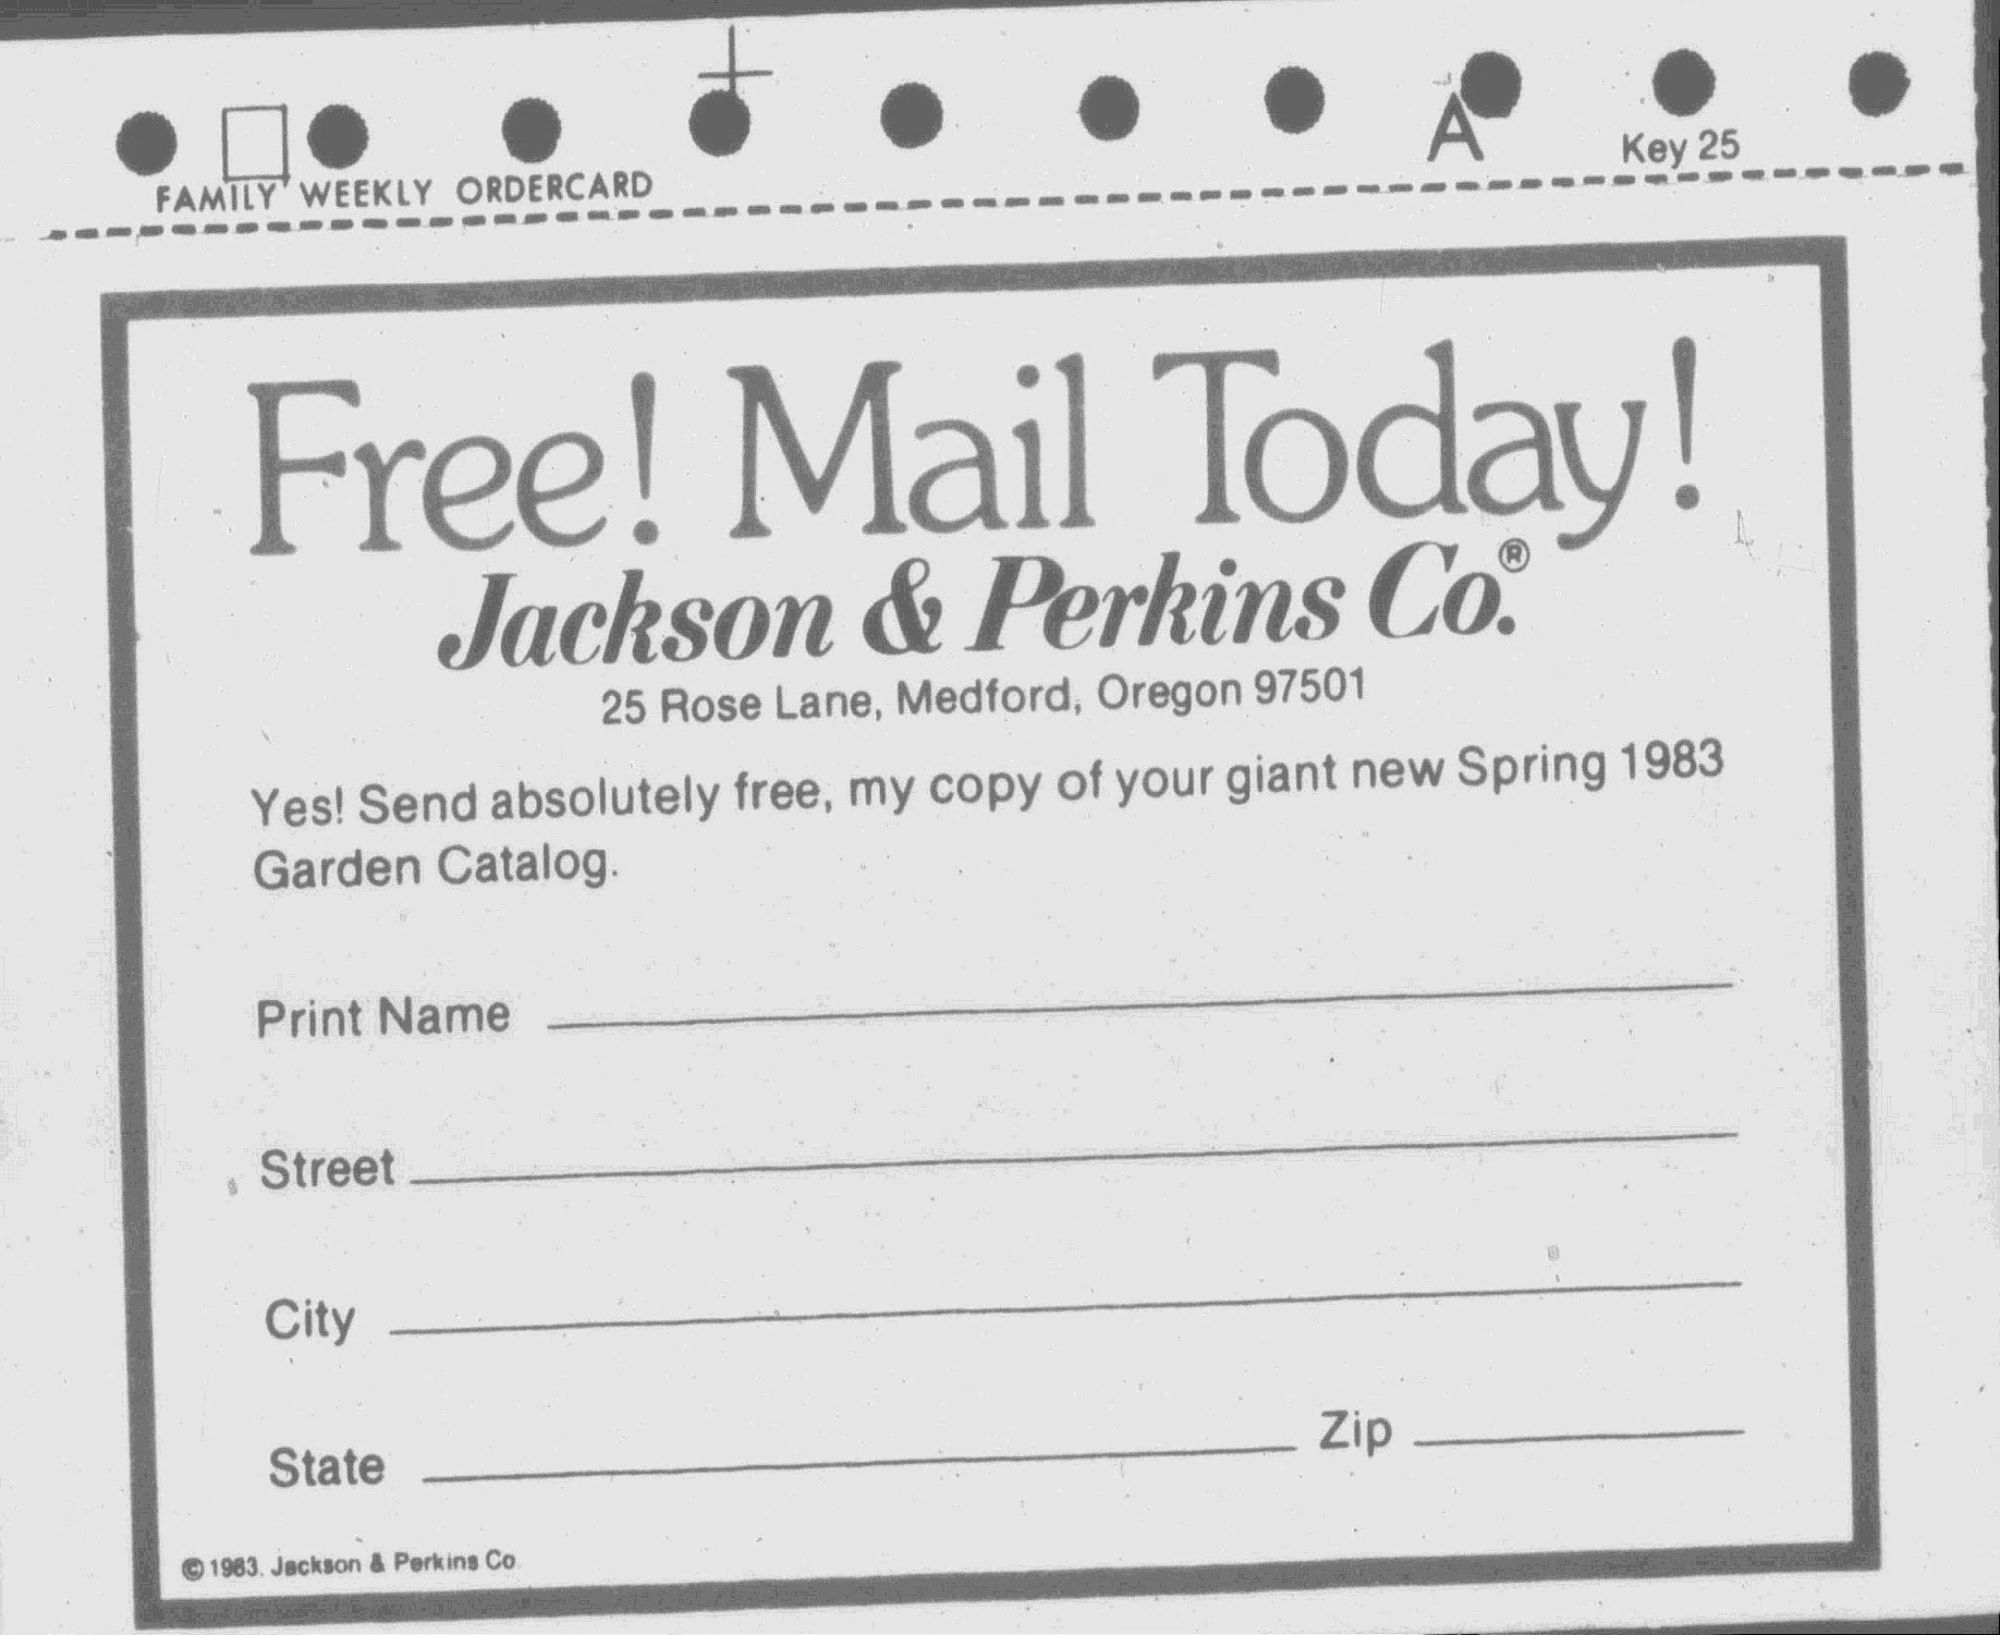 A
Key 25
FAMILY WEEKLY ORDERCARD
Free! Mail Today!
Jackson & Perkins Co.®
25 Rose Lane, Medford, Oregon 97501
Yes! Send absolutely free, my copy of your giant new Spring 1983
Garden Catalog.
Print Name
Street
City
State Zip
© 1983. Jackson & Perkins Co.